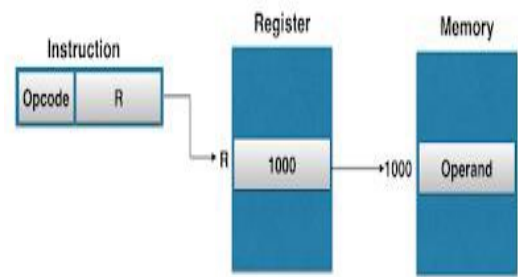 Instruction
Opcode R
Register
R 1000
Memory
1000 Operand